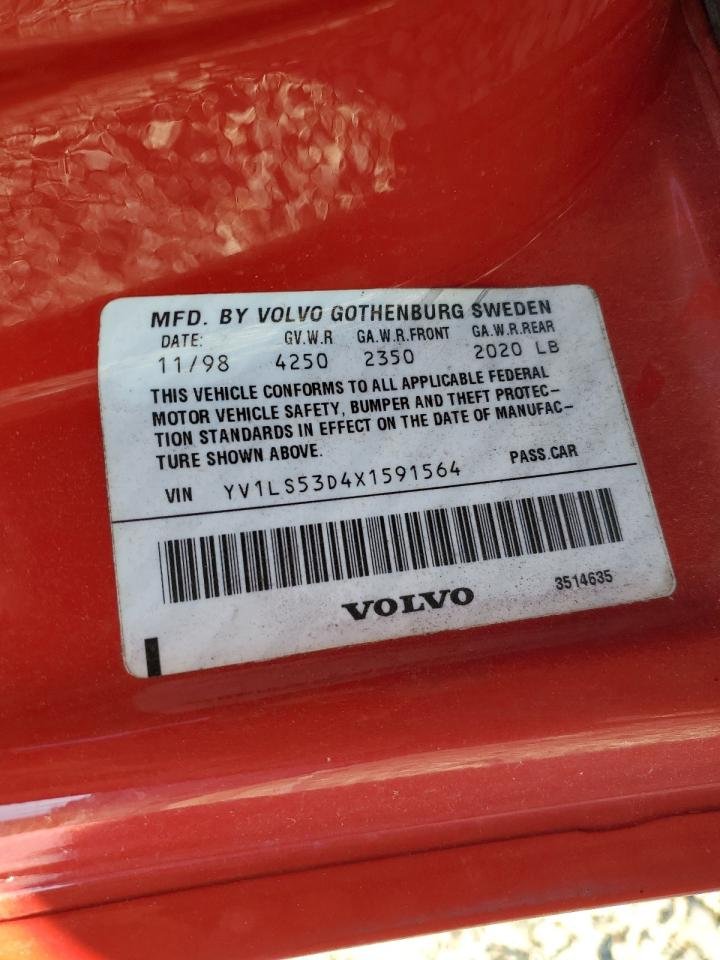 MFD. BY VOLVO GOTHENBURG SWEDEN
DATE: GV.W.R GA.W.R.FRONT GA.W.R.REAR
11/98 4250 2350 2020 LB
THIS VEHICLE CONFORMS TO ALL APPLICABLE FEDERAL
MOTOR VEHICLE SAFETY, BUMPER AND THEFT PROTEC–
TION STANDARDS IN EFFECT ON THE DATE OF MANUFAC–
TURE SHOWN ABOVE.
VIN YV1LS53D4X1591564 PASS.CAR
3514635
VOLVO